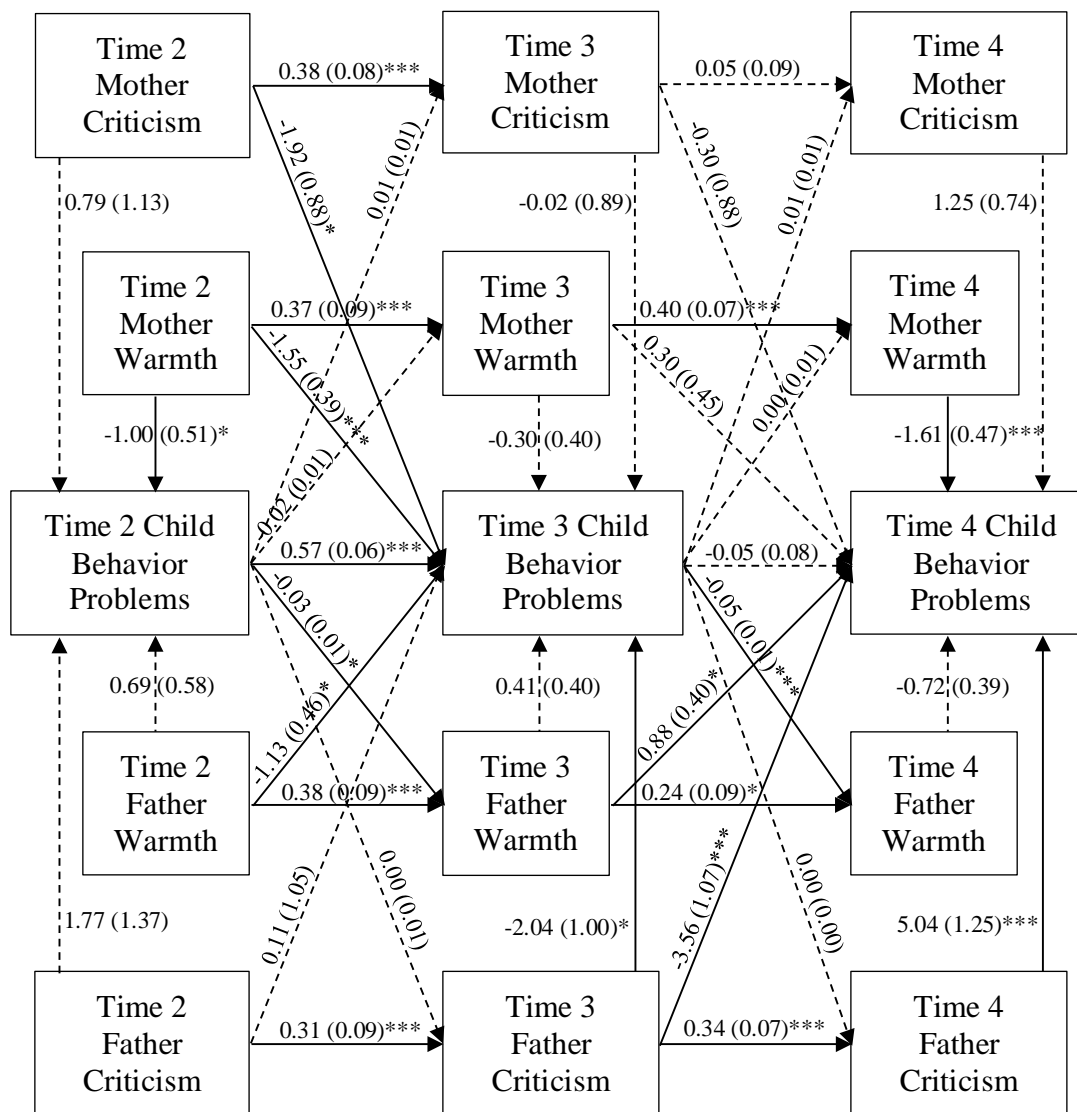 Time 2
Mother
Criticism
0.38 (0.08)***
Time 3
Mother
Criticism
0.05 (0.09)
Time 4
Mother
Criticism
-1.92 (0.88)*
0.01 (0.01)
-0.30 (0.88)
0.01 (0.01)
0.79 (1.13)
-0.02 (0.89)
1.25 (0.74)
Time 2
Mother
Warmth
0.37 (0.09)***
Time 3
Mother
Warmth
0.40 (0.07)***
Time 4
Mother
Warmth
-1.55 (0.39)***
0.02 (0.01)
0.30 (0.45)
0.00 (0.01)
-1.00 (0.51)*
-0.30 (0.40)
-1.61 (0.47)***
Time 2 Child
Behavior
Problems
0.57 (0.06)***
Time 3 Child
Behavior
Problems
-0.05 (0.08)
Time 4 Child
Behavior
Problems
-0.03 (0.01)*
-1.13 (0.46)*
-0.05 (0.01)***
0.88 (0.40)*
0.69 (0.58)
0.41 (0.40)
-0.72 (0.39)
Time 2
Father
Warmth
0.38 (0.09)***
Time 3
Father
Warmth
0.24 (0.09)*
Time 4
Father
Warmth
0.11 (1.05)
0.00 (0.01)
-3.56 (1.07)***
0.00 (0.00)
1.77 (1.37)
-2.04 (1.00)*
5.04 (1.25)***
Time 2
Father
Criticism
0.31 (0.09)***
Time 3
Father
Criticism
0.34 (0.07)***
Time 4
Father
Criticism